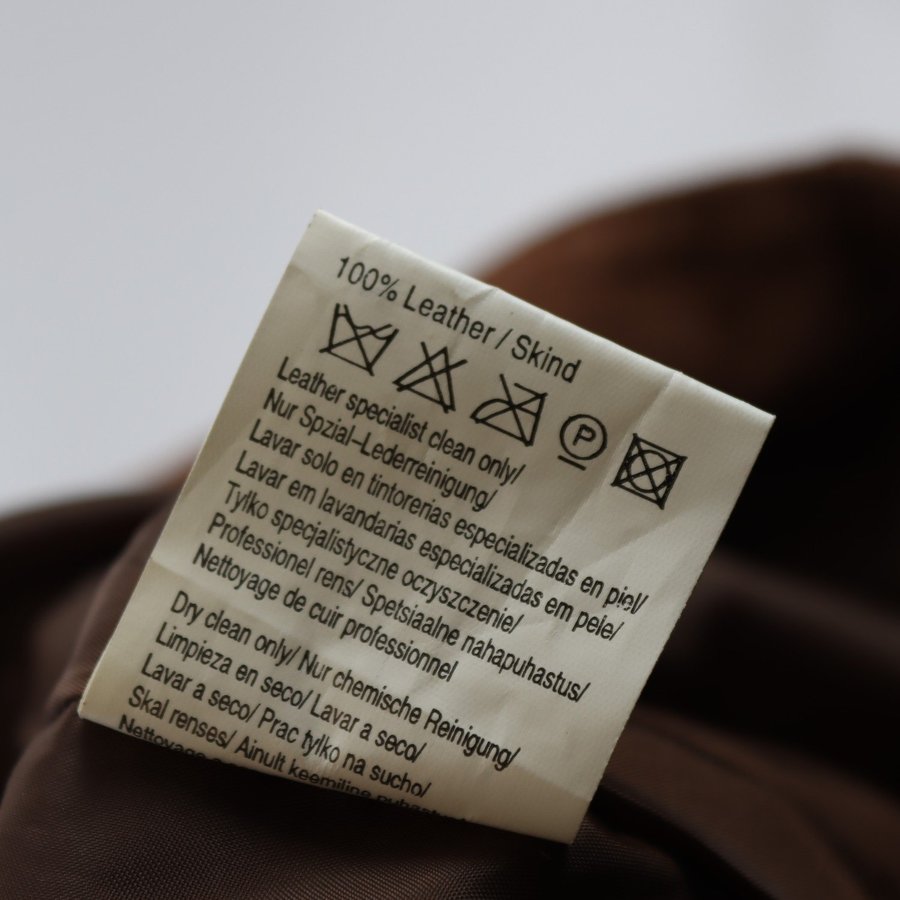 100% Leather / Skind
P
Leather specialist clean only/
Nur Spzial-Lederreinigung/
Lavar solo en tintorerias especializadas en piel/
Lavar em lavandarias especializadas em pele/
Tylko specjalistyczne oczyszczenie/
Professionel rens/ Spetsiaalne nahapuhastus/
Nettoyage de cuir professionnel
Dry clean only/ Nur chemische Reinigung/
Limpieza en seco/ Lavar a seco/
Lavar a seco/ Prac tylko na sucho/
Skal renses/ Ainult keemiline puhastus/
Nettoyage